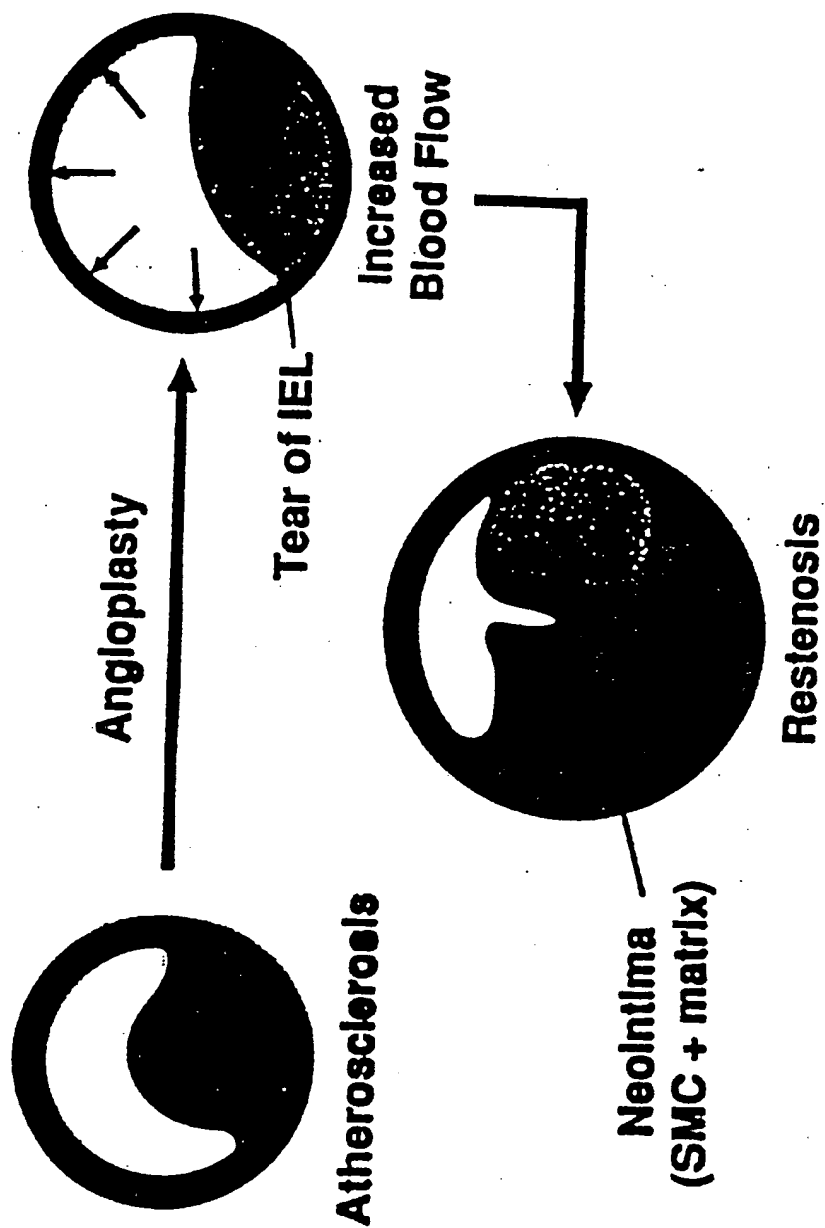 Atherosclerosis
Angioplasty
Tear of IEL
Increased
Blood Flow
Neointima
(SMC + matrix)
Restenosis